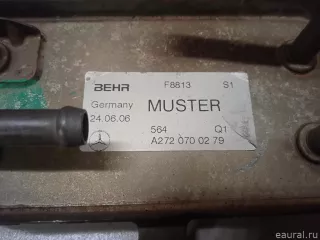 BEHR F8813 S1
Germany MUSTER
24.06.06
564 Q1
A272 070 02 79
eaural.ru